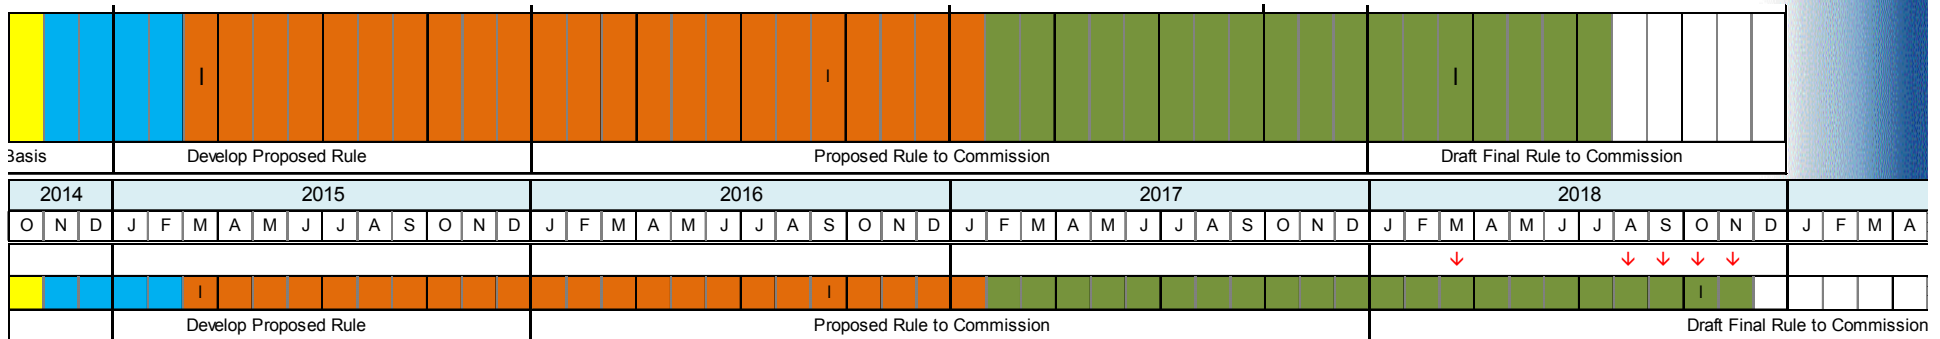 I I I
Basis Develop Proposed Rule Proposed Rule to Commission Draft Final Rule to Commission
2014 2015 2016 2017 2018
O N D J F M A M J J A S O N D J F M A M J J A S O N D J F M A M J J A S O N D J F M A M J J A S O N D J F M A
↓ ↓ ↓ ↓ ↓
I I I
Develop Proposed Rule Proposed Rule to Commission Draft Final Rule to Commission